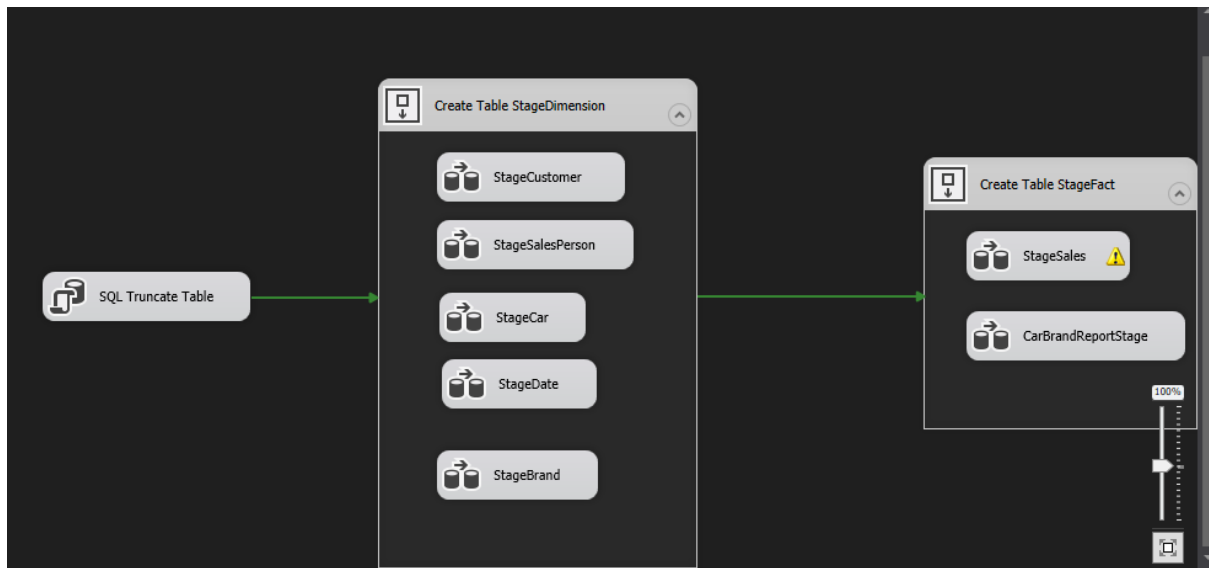 SQL Truncate Table
Create Table StageDimension
StageCustomer
StageSalesPerson
StageCar
StageDate
StageBrand
Create Table StageFact
StageSales
CarBrandReportStage
100%